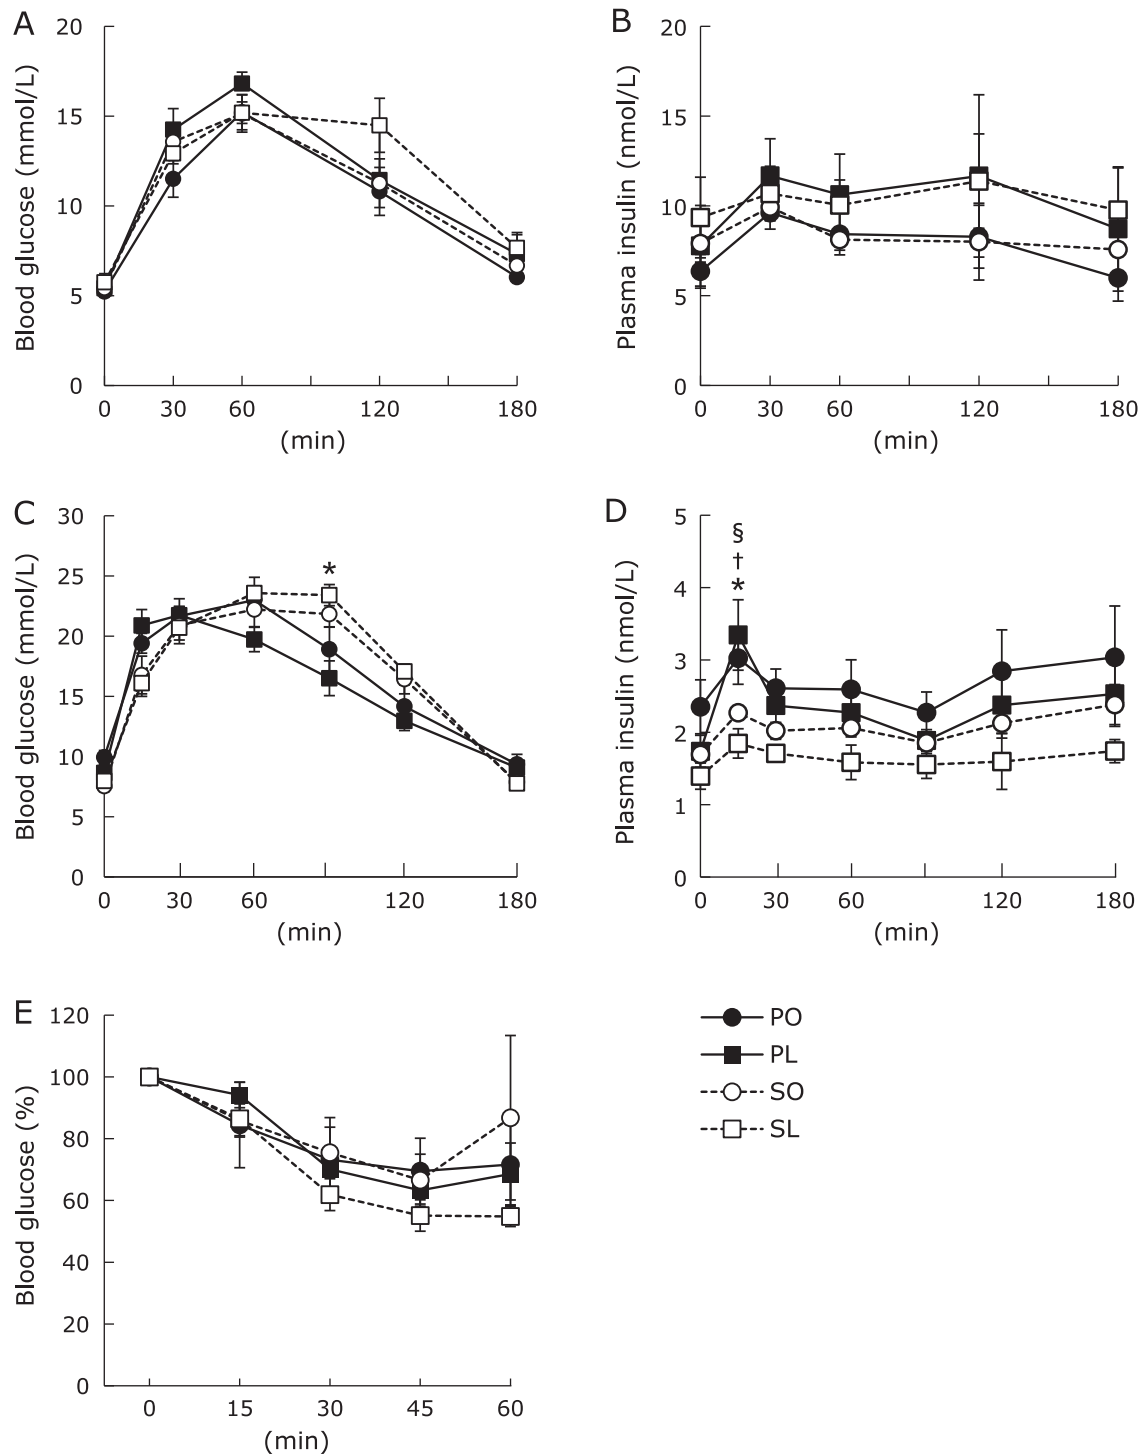 A
Blood glucose (mmol/L)
20
15
10
5
0
0 30 60 120 180
(min)
B
Plasma insulin (nmol/L)
20
15
10
5
0
0 30 60 120 180
(min)
C
Blood glucose (mmol/L)
30
25
20
15
10
5
0
*
0 30 60 120 180
(min)
D
Plasma insulin (nmol/L)
5
4
3
2
1
0
§
†
*
0 30 60 120 180
(min)
E
Blood glucose (%)
120
100
80
60
40
20
0
0 15 30 45 60
(min)
PO
PL
SO
SL